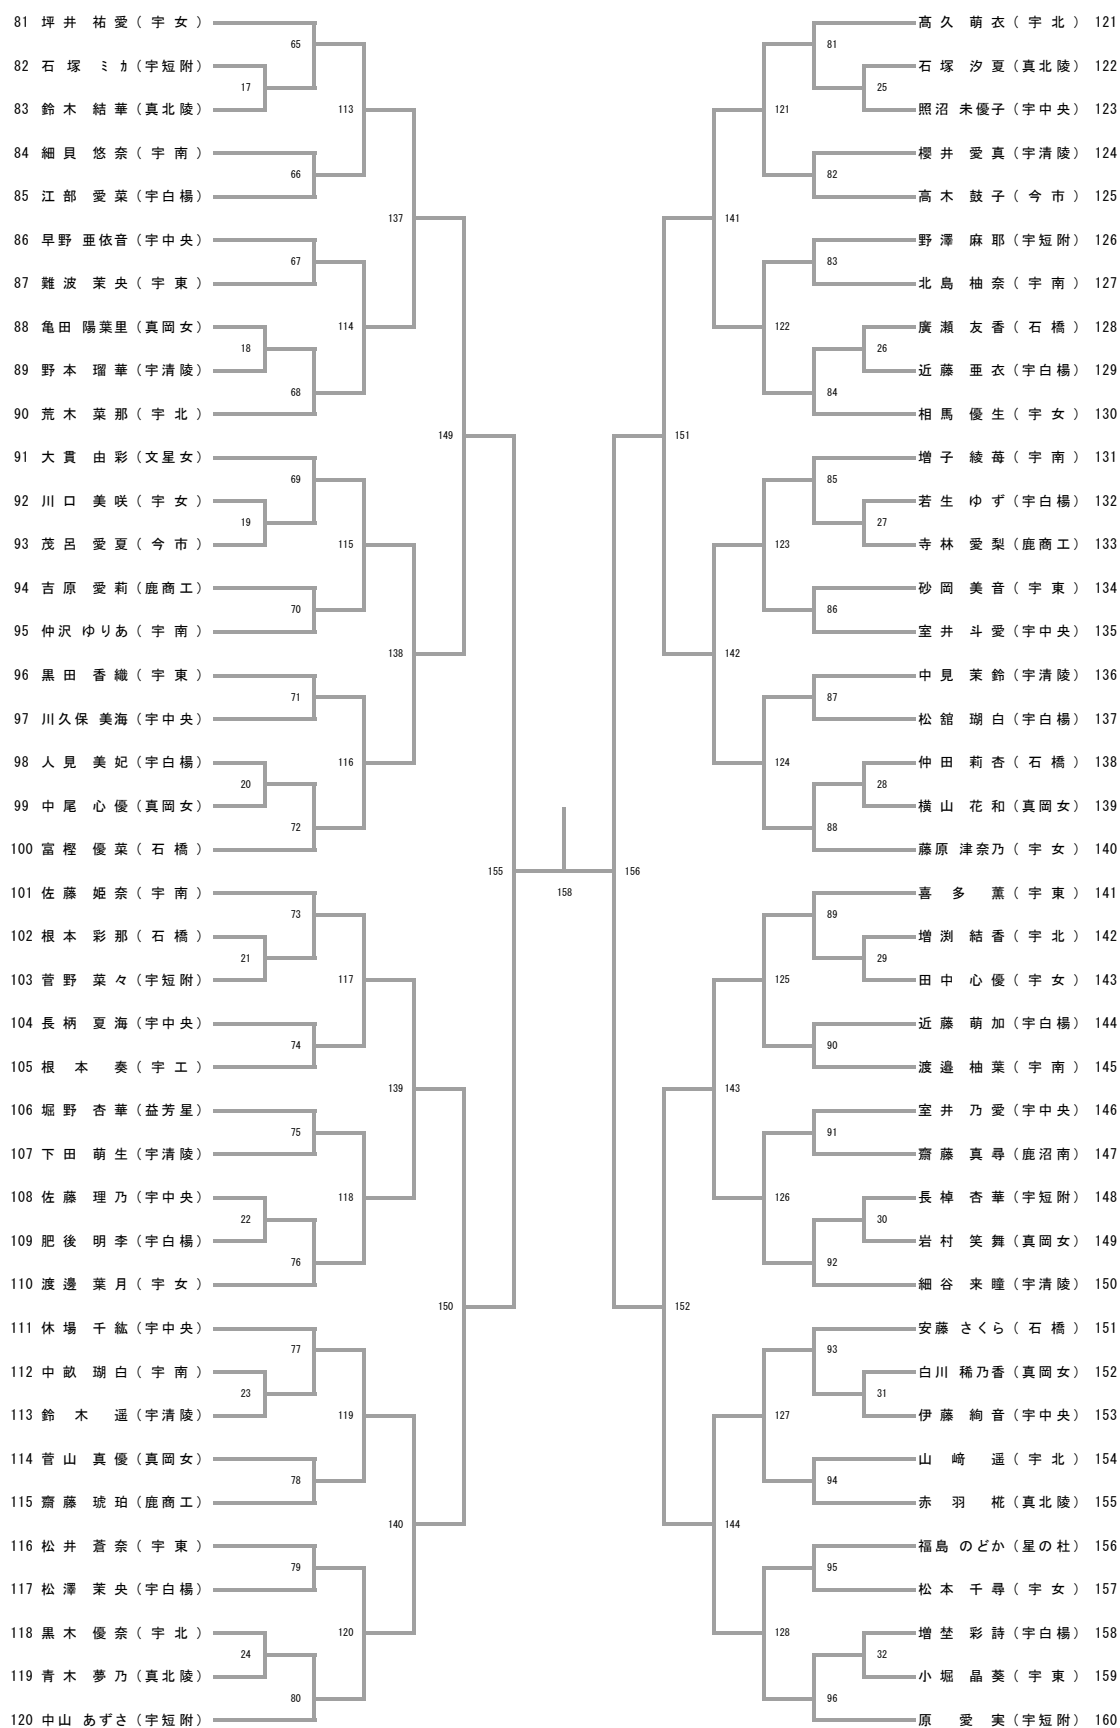 81 坪井 祐愛(宇女)
82 石塚 ミカ(宇短附)
83 鈴木 結華(真北陵)
84 細貝 悠奈(宇南)
85 江部 愛菜(宇白楊)
86 早野 亜依音(宇中央)
87 難波 茉央(宇東)
88 亀田 陽葉里(真岡女)
89 野本 瑠華(宇清陵)
90 荒木 菜那(宇北)
91 大貫 由彩(文星女)
92 川口 美咲(宇女)
93 茂呂 愛夏(今市)
94 吉原 愛莉(鹿商工)
95 仲沢 ゆりあ(宇南)
96 黒田 香織(宇東)
97 川久保 美海(宇中央)
98 人見 美妃(宇白楊)
99 中尾 心優(真岡女)
100 富樫 優菜(石橋)
101 佐藤 姫奈(宇南)
102 根本 彩那(石橋)
103 菅野 菜々(宇短附)
104 長柄 夏海(宇中央)
105 根本 奏(宇工)
106 堀野 杏華(益芳星)
107 下田 萌生(宇清陵)
108 佐藤 理乃(宇中央)
109 肥後 明李(宇白楊)
110 渡邊 葉月(宇女)
111 休場 千紘(宇中央)
112 中畝 瑚白(宇南)
113 鈴木 遥(宇清陵)
114 菅山 真優(真岡女)
115 齋藤 琥珀(鹿商工)
116 松井 蒼奈(宇東)
117 松澤 茉央(宇白楊)
118 黒木 優奈(宇北)
119 青木 夢乃(真北陵)
120 中山 あずさ(宇短附)
65
17
113
66
137
67
114
18
68
149
69
19
115
70
138
71
116
20
72
155
73
21
117
74
139
75
118
22
76
150
77
23
119
78
140
79
120
24
80
158
156
81
25
121
82
141
83
122
26
84
151
85
27
123
86
142
87
124
28
88
89
29
125
90
143
91
126
30
92
152
93
31
127
94
144
95
128
32
96
髙久 萌衣(宇北) 121
石塚 汐夏(真北陵) 122
照沼 未優子(宇中央) 123
櫻井 愛真(宇清陵) 124
高木 鼓子(今市) 125
野澤 麻耶(宇短附) 126
北島 柚奈(宇南) 127
廣瀬 友香(石橋) 128
近藤 亜衣(宇白楊) 129
相馬 優生(宇女) 130
増子 綾苺(宇南) 131
若生 ゆず(宇白楊) 132
寺林 愛梨(鹿商工) 133
砂岡 美音(宇東) 134
室井 斗愛(宇中央) 135
中見 茉鈴(宇清陵) 136
松舘 瑚白(宇白楊) 137
仲田 莉杏(石橋) 138
横山 花和(真岡女) 139
藤原 津奈乃(宇女) 140
喜多 薫(宇東) 141
増渕 結香(宇北) 142
田中 心優(宇女) 143
近藤 萌加(宇白楊) 144
渡邉 柚葉(宇南) 145
室井 乃愛(宇中央) 146
齋藤 真尋(鹿沼南) 147
長棹 杏華(宇短附) 148
岩村 笑舞(真岡女) 149
細谷 来瞳(宇清陵) 150
安藤 さくら(石橋) 151
白川 稀乃香(真岡女) 152
伊藤 絢音(宇中央) 153
山﨑 遥(宇北) 154
赤羽 椛(真北陵) 155
福島 のどか(星の杜) 156
松本 千尋(宇女) 157
増埜 彩詩(宇白楊) 158
小堀 晶葵(宇東) 159
原 愛実(宇短附) 160